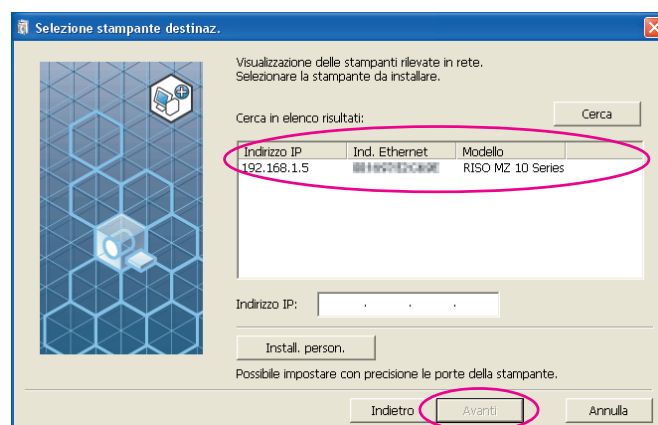 Selezione stampante destinaz.
Visualizzazione delle stampanti rilevate in rete.
Selezionare la stampante da installare.
Cerca in elenco risultati:
Cerca
Indirizzo IP Ind. Ethernet Modello
192.168.1.5 RISO MZ 10 Series
Indirizzo IP: . . .
Install. person.
Possibile impostare con precisione le porte della stampante.
Indietro Avanti Annulla